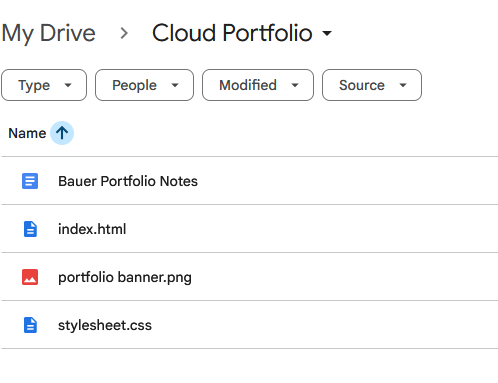 My Drive > Cloud Portfolio
Type People Modified Source
Name
Bauer Portfolio Notes
index.html
portfolio banner.png
stylesheet.css